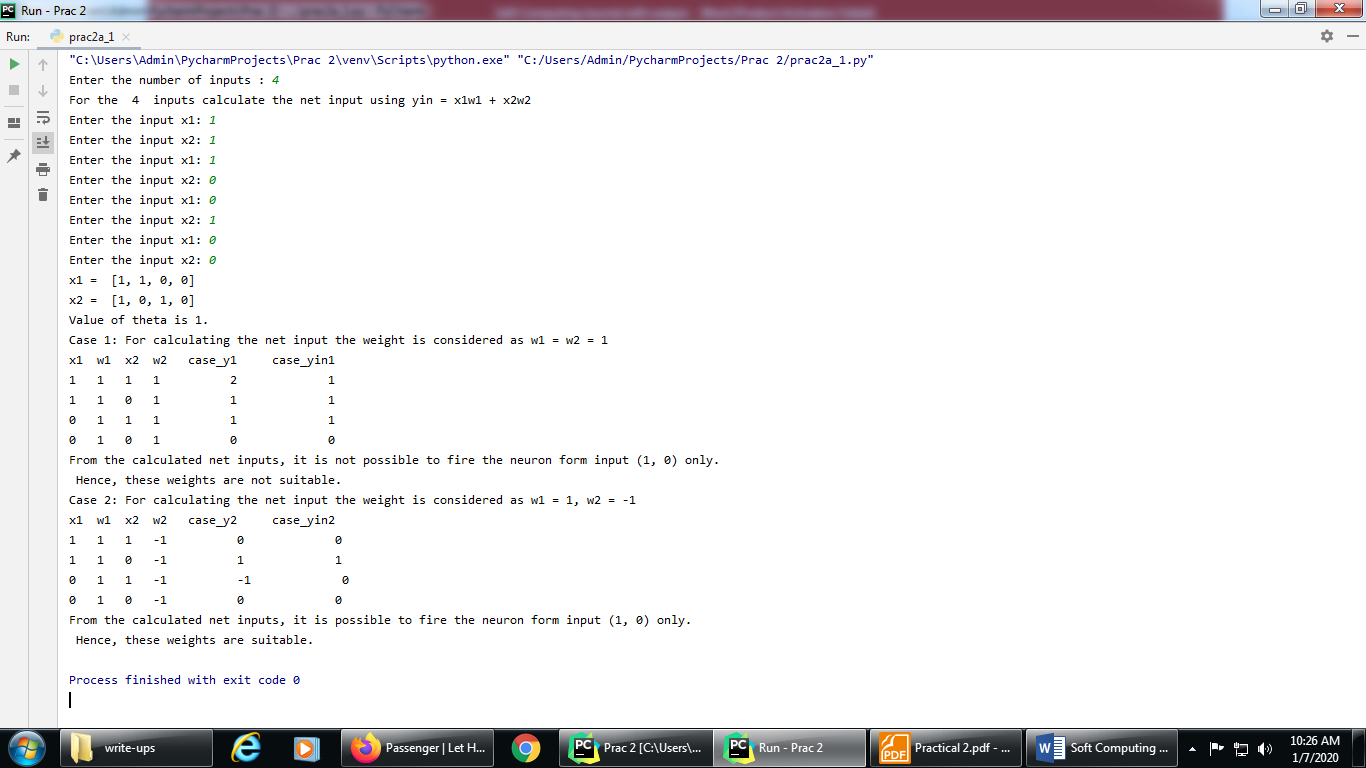 Run - Prac 2
Run: prac2a_1
"C:\Users\Admin\PycharmProjects\Prac 2\venv\Scripts\python.exe" "C:/Users/Admin/PycharmProjects/Prac 2/prac2a_1.py"
Enter the number of inputs : 4
For the  4  inputs calculate the net input using yin = x1w1 + x2w2
Enter the input x1: 1
Enter the input x2: 1
Enter the input x1: 1
Enter the input x2: 0
Enter the input x1: 0
Enter the input x2: 1
Enter the input x1: 0
Enter the input x2: 0
x1 =  [1, 1, 0, 0]
x2 =  [1, 0, 1, 0]
Value of theta is 1.
Case 1: For calculating the net input the weight is considered as w1 = w2 = 1
x1  w1  x2  w2   case_y1     case_yin1
1   1   1   1          2             1
1   1   0   1          1             1
0   1   1   1          1             1
0   1   0   1          0             0
From the calculated net inputs, it is not possible to fire the neuron form input (1, 0) only.
 Hence, these weights are not suitable.
Case 2: For calculating the net input the weight is considered as w1 = 1, w2 = -1
x1  w1  x2  w2   case_y2     case_yin2
1   1   1   -1          0             0
1   1   0   -1          1             1
0   1   1   -1          -1             0
0   1   0   -1          0             0
From the calculated net inputs, it is possible to fire the neuron form input (1, 0) only.
 Hence, these weights are suitable.
Process finished with exit code 0
write-ups
Passenger | Let H...
Prac 2 [C:\Users\...
Run - Prac 2
Practical 2.pdf - ...
Soft Computing ...
10:26 AM
1/7/2020